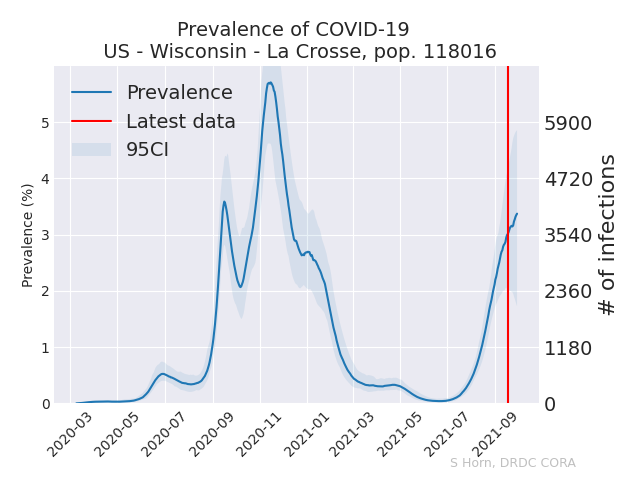 Prevalence of COVID-19
US - Wisconsin - La Crosse, pop. 118016
Prevalence
Latest data
95CI
Prevalence (%)
5
4
3
2
1
0
# of infections
5900
4720
3540
2360
1180
0
2020-03
2020-05
2020-07
2020-09
2020-11
2021-01
2021-03
2021-05
2021-07
2021-09
S Horn, DRDC CORA